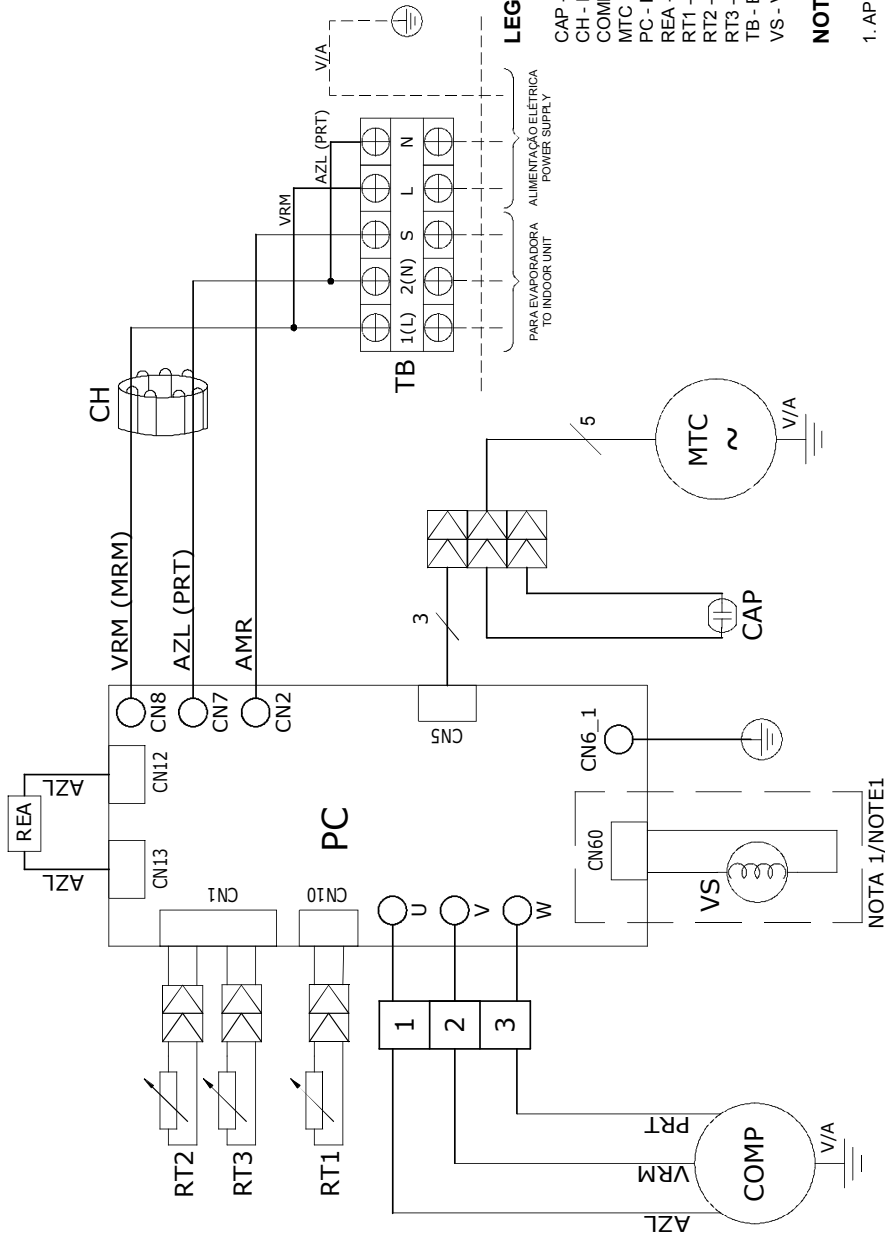 REA
AZL
AZL
CN13
CN12
VRM (MRM)
CH
CN8
AZL (PRT)
CN7
AMR
CN2
V/A
VRM
AZL (PRT)
TB
1(L) 2(N) S L N
PARA EVAPORADORA
TO INDOOR UNIT
ALIMENTAÇÃO ELÉTRICA
POWER SUPPLY
RT2
RT3
CN1
RT1
CN10
PC
CN5
3
5
MTC
~
V/A
CAP
1
2
3
U
V
W
AZL
VRM
PRT
COMP
V/A
CN60
VS
CN6_1
NOTA 1/NOTE1
LEG
CAP -
CH -
COM
MTC
PC -
REA -
RT1 -
RT2 -
RT3 -
TB -
VS -
NOT
1. AP